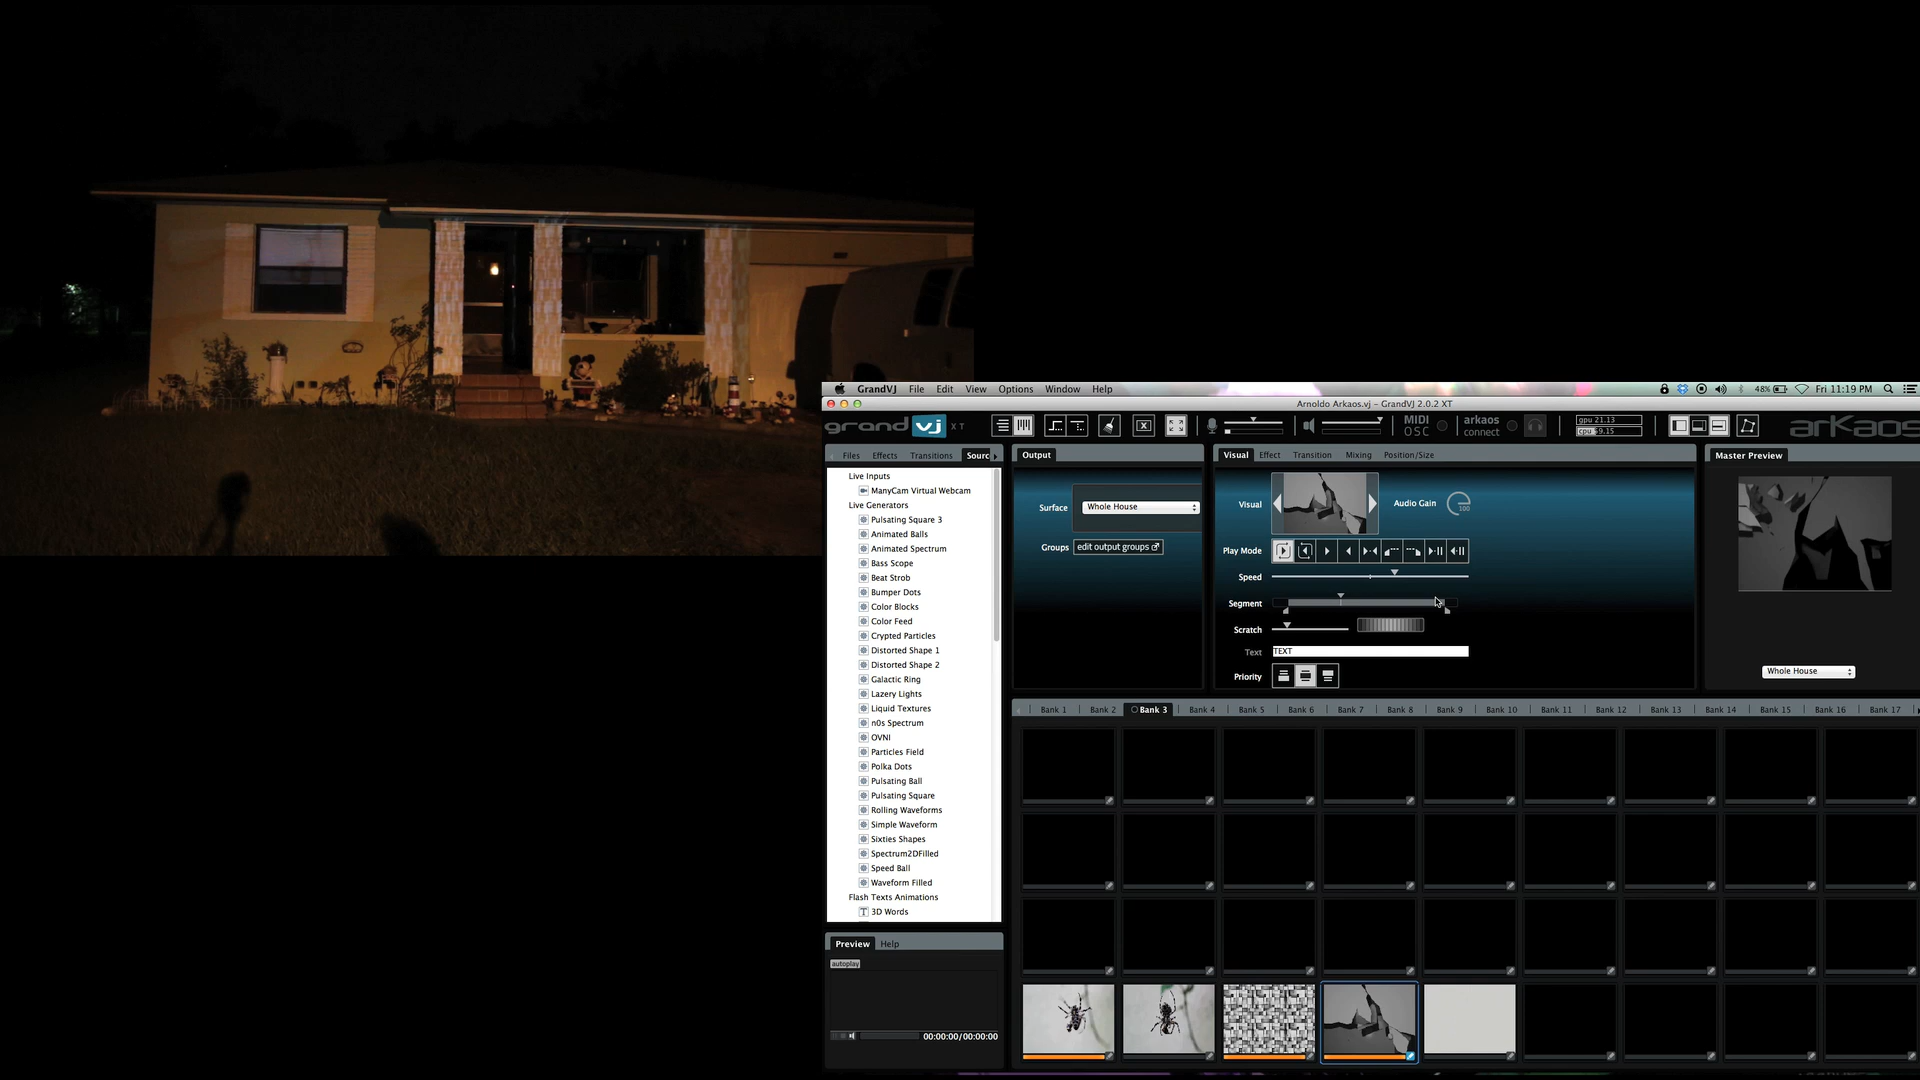 GrandVJ File Edit View Options Window Help 48% Fri 11:19 PM
Arnoldo Arkaos.vj – GrandVJ 2.0.2 XT
grand vj XT MIDI OSC arkaos connect gpu 21.13 cpu 59.15 arkaos
Files Effects Transitions Sourc
Live Inputs
ManyCam Virtual Webcam
Live Generators
Pulsating Square 3
Animated Balls
Animated Spectrum
Bass Scope
Beat Strob
Bumper Dots
Color Blocks
Color Feed
Crypted Particles
Distorted Shape 1
Distorted Shape 2
Galactic Ring
Lazery Lights
Liquid Textures
n0s Spectrum
OVNI
Particles Field
Polka Dots
Pulsating Ball
Pulsating Square
Rolling Waveforms
Simple Waveform
Sixties Shapes
Spectrum2DFilled
Speed Ball
Waveform Filled
Flash Texts Animations
3D Words
Preview Help
autoplay
00:00:00/00:00:00
Output
Surface Whole House
Groups edit output groups
Visual Effect Transition Mixing Position/Size
Visual Audio Gain 100
Play Mode
Speed
Segment
Scratch
Text TEXT
Priority
Master Preview
Whole House
Bank 1 Bank 2 Bank 3 Bank 4 Bank 5 Bank 6 Bank 7 Bank 8 Bank 9 Bank 10 Bank 11 Bank 12 Bank 13 Bank 14 Bank 15 Bank 16 Bank 17